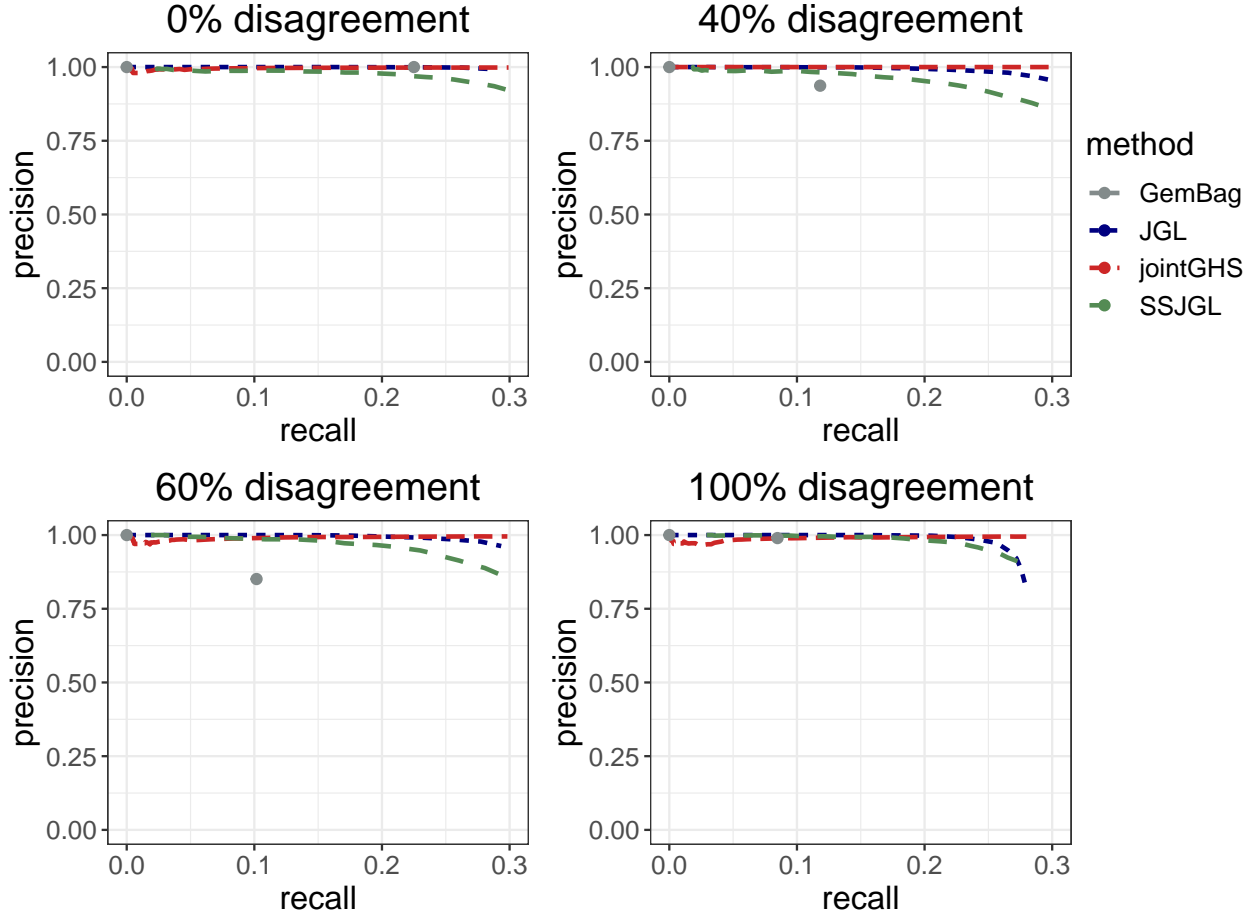 0% disagreement
1.00
0.75
0.50
0.25
0.00
precision
0.0 0.1 0.2 0.3
recall
40% disagreement
1.00
0.75
0.50
0.25
0.00
precision
0.0 0.1 0.2 0.3
recall
method
GemBag
JGL
jointGHS
SSJGL
60% disagreement
1.00
0.75
0.50
0.25
0.00
precision
0.0 0.1 0.2 0.3
recall
100% disagreement
1.00
0.75
0.50
0.25
0.00
precision
0.0 0.1 0.2 0.3
recall